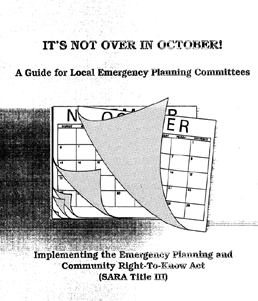 IT'S NOT OVER IN OCTOBER!
A Guide for Local Emergency Planning Committees
Implementing the Emergency Planning and
Community Right-To-Know Act
(SARA Title III)